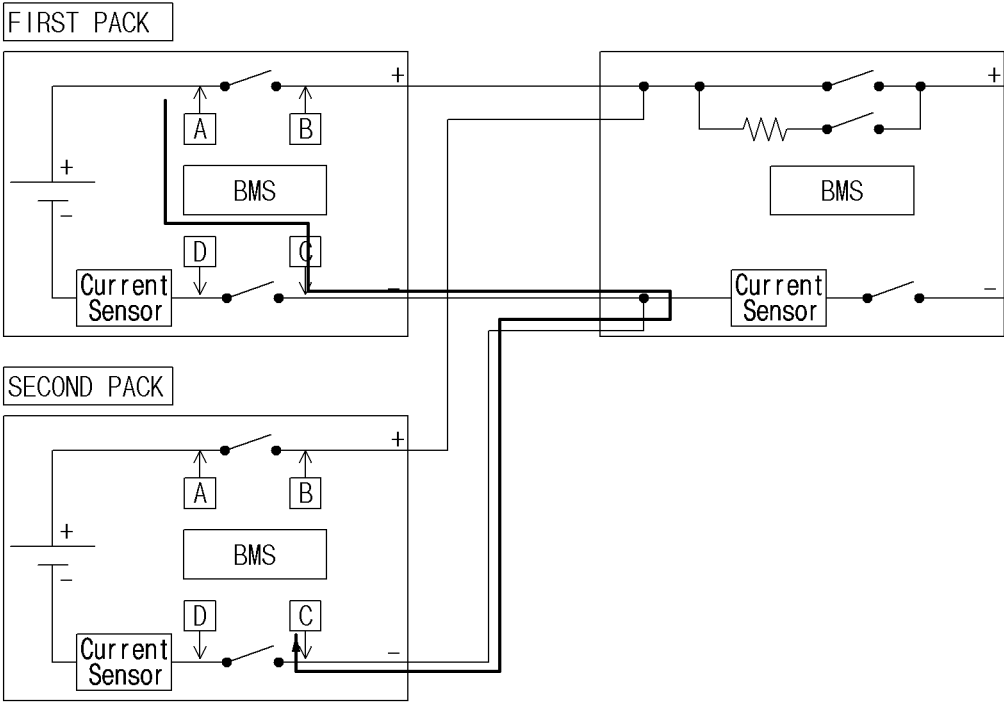 FIRST PACK
+
+
A
B
+
BMS
BMS
−
D
C
Current
Sensor
−
Current
Sensor
−
SECOND PACK
+
A
B
+
BMS
−
D
C
Current
Sensor
−